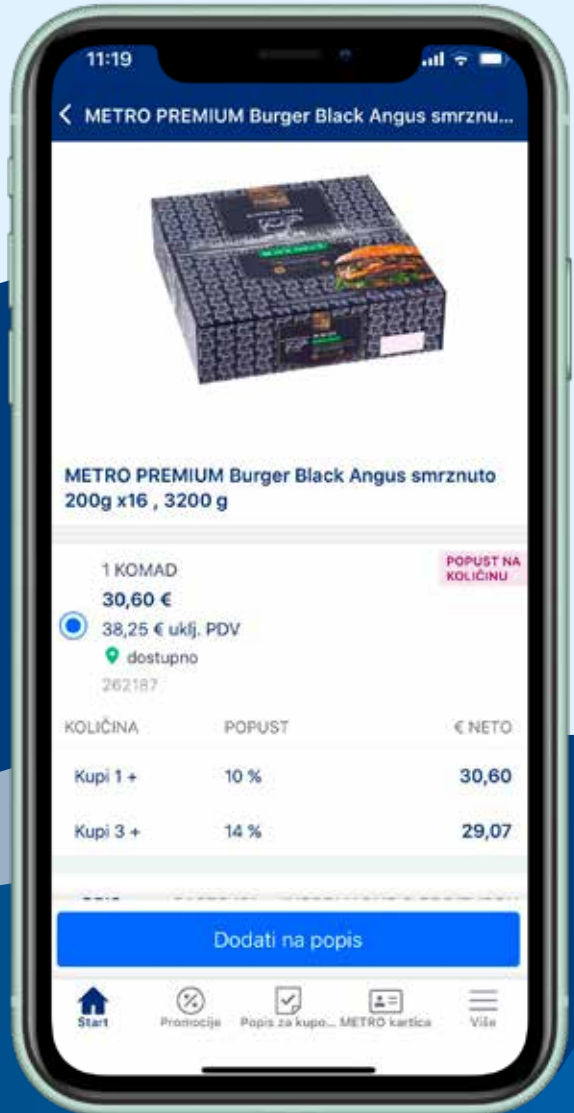 11:19
METRO PREMIUM Burger Black Angus smrznu...
METRO PREMIUM Burger Black Angus smrznuto
200g x16 , 3200 g
1 KOMAD
POPUST NA
KOLIČINU
30,60 €
38,25 € uklj. PDV
dostupno
262187
KOLIČINA POPUST € NETO
Kupi 1 + 10 % 30,60
Kupi 3 + 14 % 29,07
Dodati na popis
Start Promocije Popis za kupo... METRO kartica Više